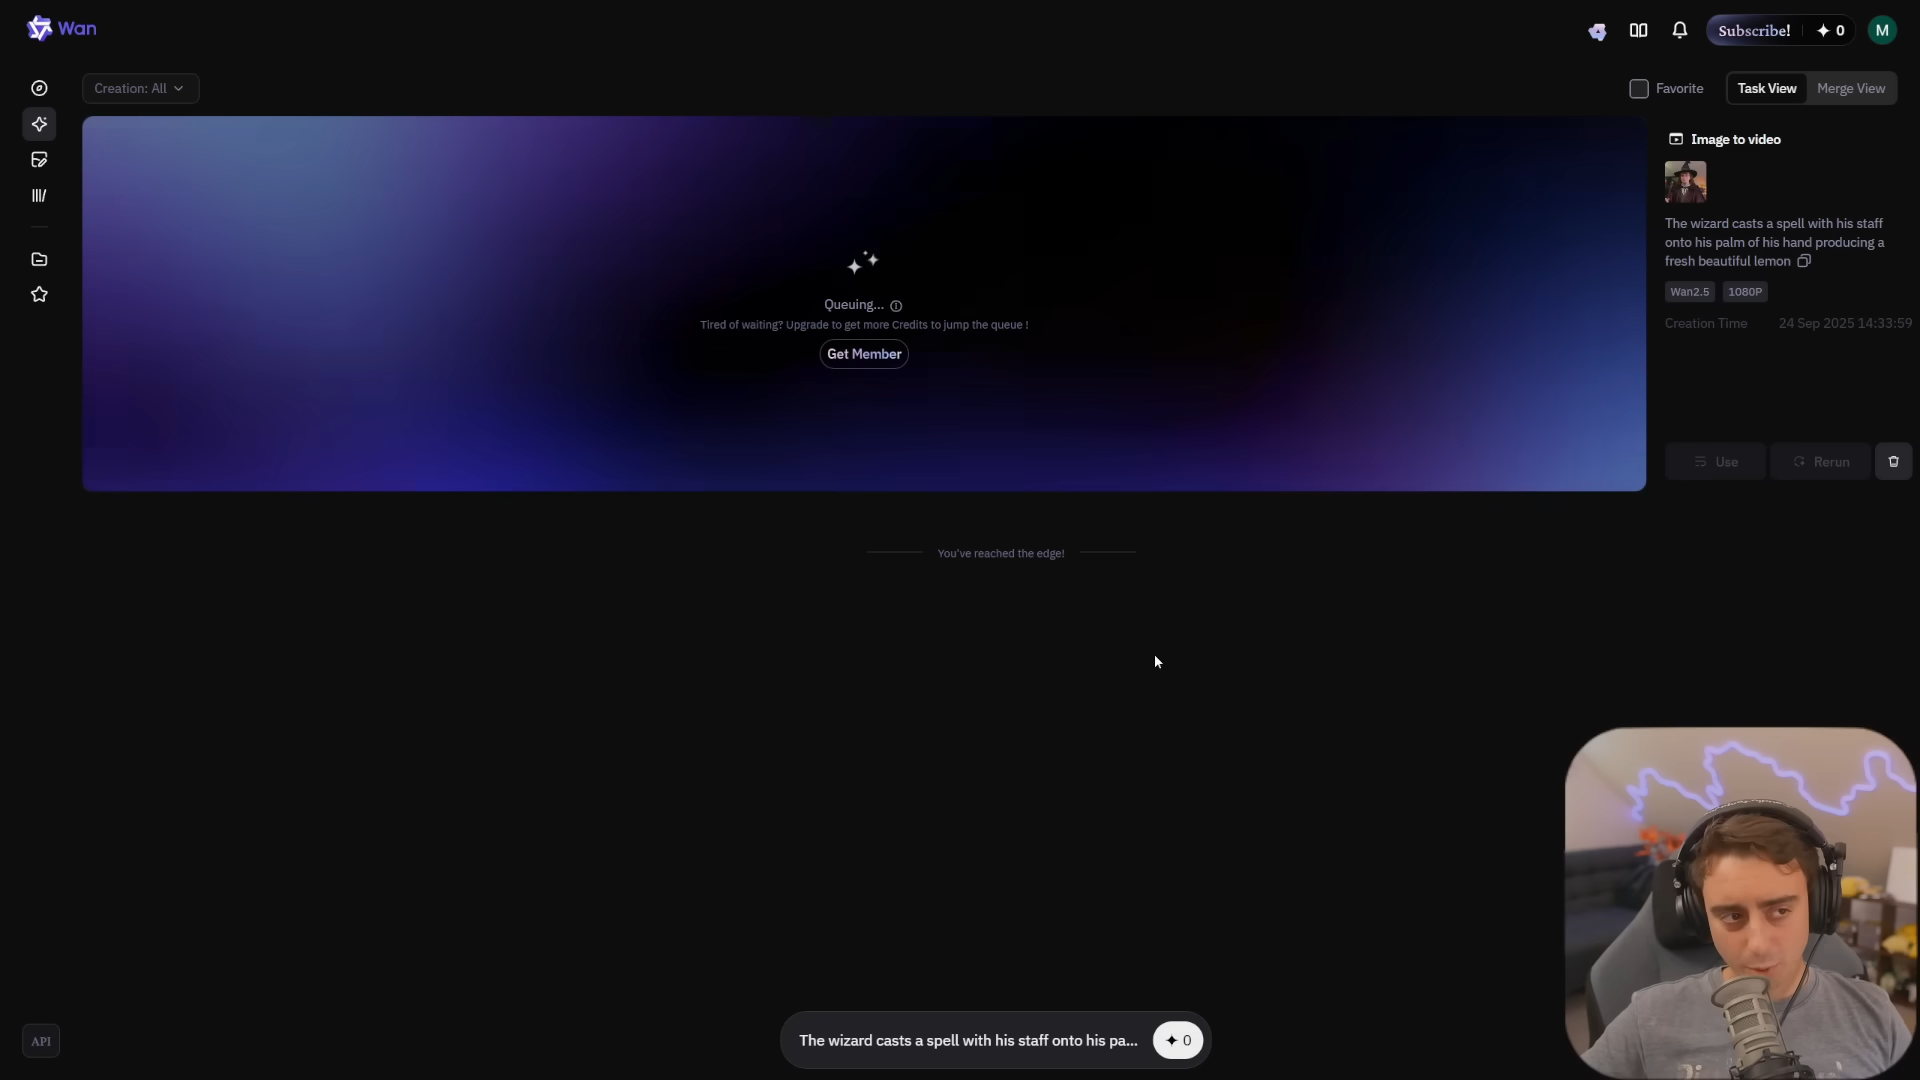 Wan
Subscribe!
0
M
Creation: All
Favorite
Task View
Merge View
Image to video
The wizard casts a spell with his staff
onto his palm of his hand producing a
fresh beautiful lemon
Wan2.5
1080P
Creation Time
24 Sep 2025 14:33:59
Queuing...
Tired of waiting? Upgrade to get more Credits to jump the queue !
Get Member
Use
Rerun
You've reached the edge!
API
The wizard casts a spell with his staff onto his pa...
0